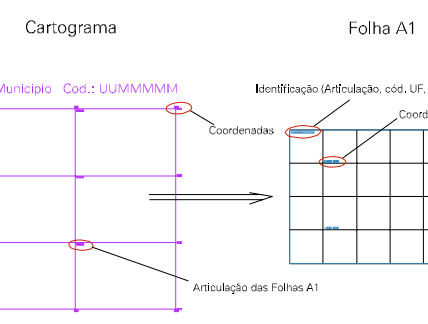 Cartograma
Folha A1
Município Cod.: UUMMMMM
Identificação (Articulação, cód. UF,
Coord
Coordenadas
Articulação das Folhas A1